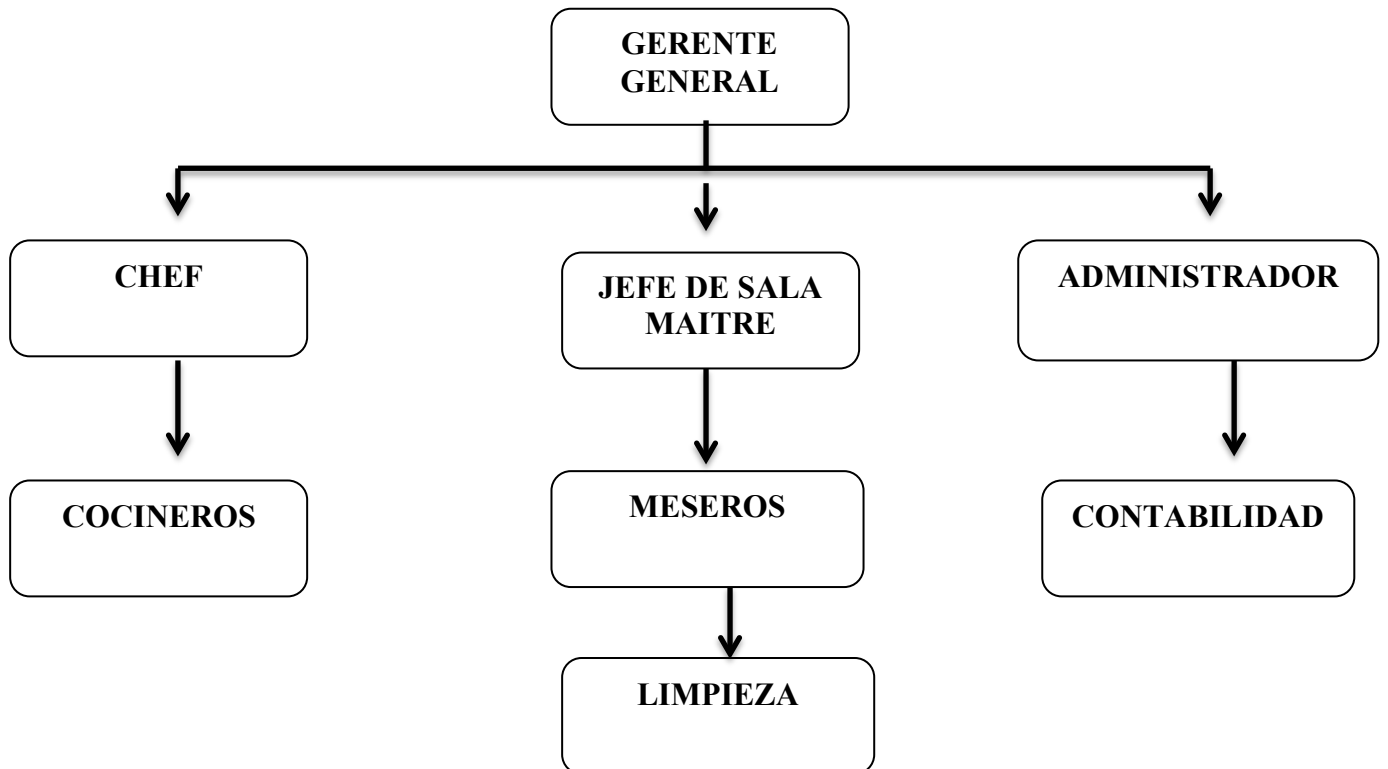 GERENTE
GENERAL
CHEF
JEFE DE SALA
MAITRE
ADMINISTRADOR
COCINEROS
MESEROS
CONTABILIDAD
LIMPIEZA